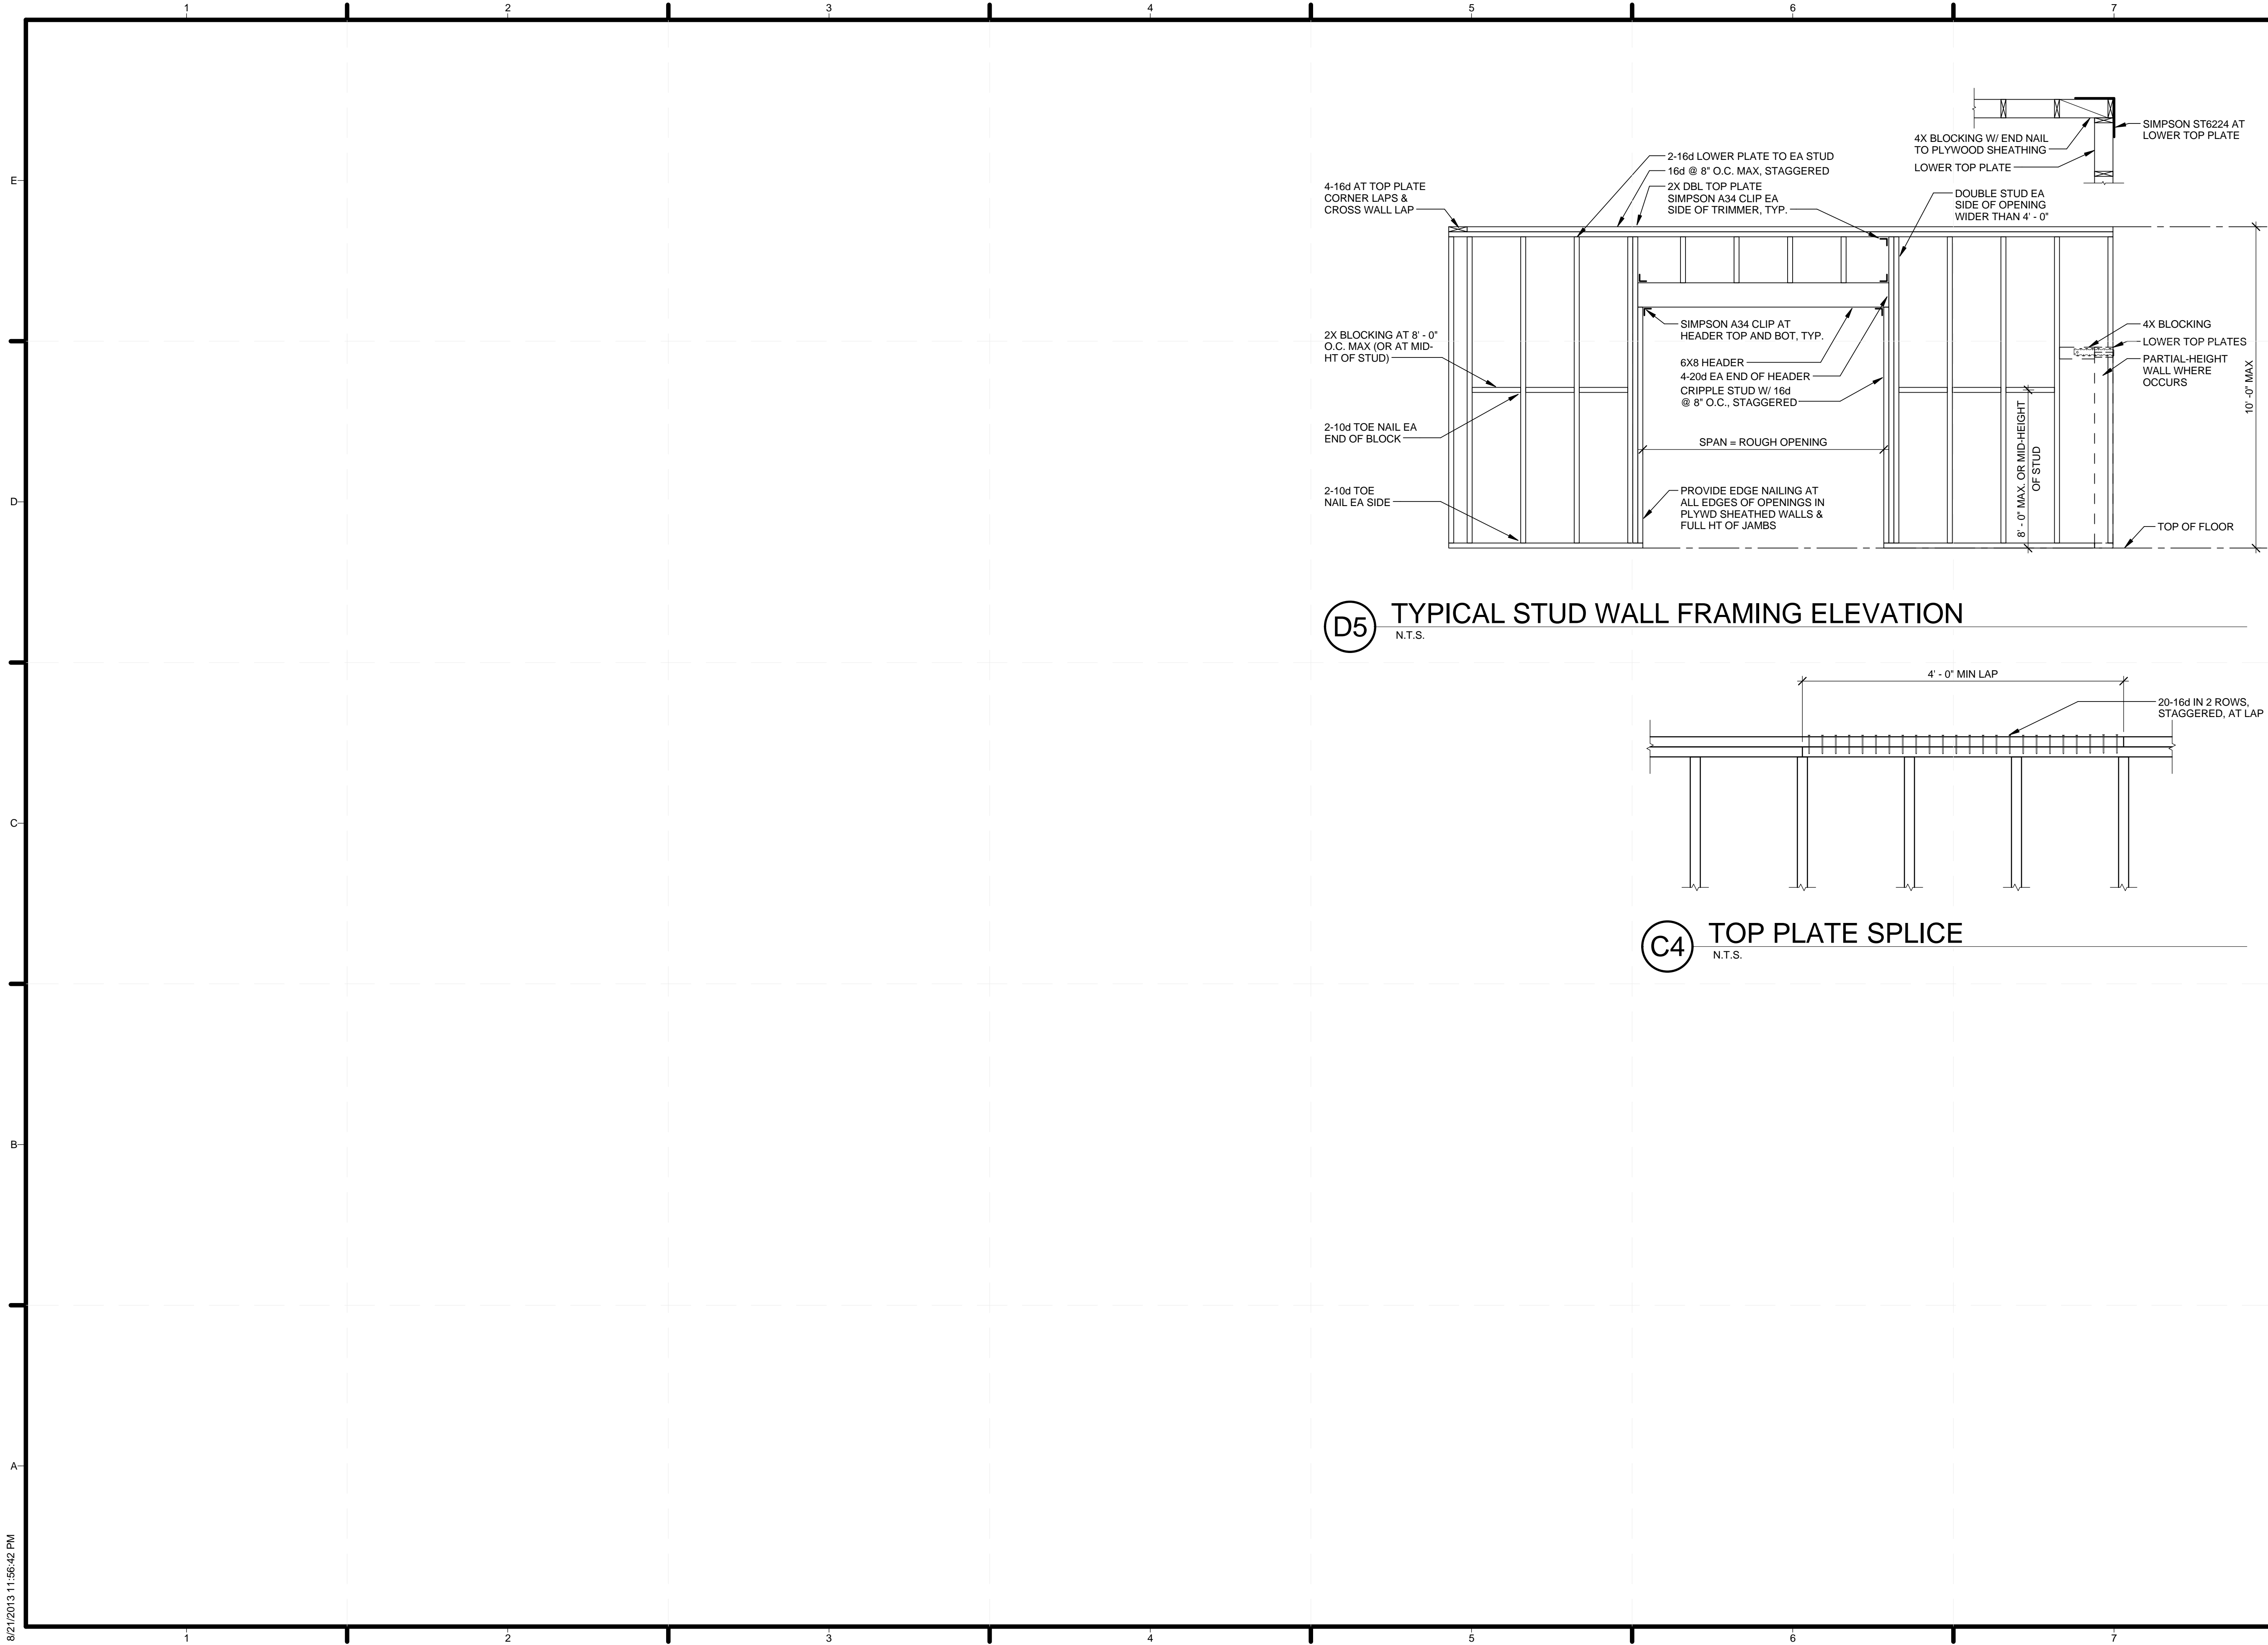 1 2 3 4 5 6 7
E
D
C
B
A
SIMPSON ST6224 AT
LOWER TOP PLATE
4X BLOCKING W/ END NAIL
TO PLYWOOD SHEATHING
LOWER TOP PLATE
2-16d LOWER PLATE TO EA STUD
16d @ 8" O.C. MAX, STAGGERED
2X DBL TOP PLATE
SIMPSON A34 CLIP EA
SIDE OF TRIMMER, TYP.
4-16d AT TOP PLATE
CORNER LAPS &
CROSS WALL LAP
DOUBLE STUD EA
SIDE OF OPENING
WIDER THAN 4' - 0"
2X BLOCKING AT 8' - 0"
O.C. MAX (OR AT MID-
HT OF STUD)
SIMPSON A34 CLIP AT
HEADER TOP AND BOT, TYP.
6X8 HEADER
4-20d EA END OF HEADER
CRIPPLE STUD W/ 16d
@ 8" O.C., STAGGERED
4X BLOCKING
LOWER TOP PLATES
PARTIAL-HEIGHT
WALL WHERE
OCCURS
10' -0" MAX
2-10d TOE NAIL EA
END OF BLOCK
SPAN = ROUGH OPENING
8' - 0" MAX. OR MID-HEIGHT
OF STUD
2-10d TOE
NAIL EA SIDE
PROVIDE EDGE NAILING AT
ALL EDGES OF OPENINGS IN
PLYWD SHEATHED WALLS &
FULL HT OF JAMBS
TOP OF FLOOR
D5 TYPICAL STUD WALL FRAMING ELEVATION
N.T.S.
4' - 0" MIN LAP
20-16d IN 2 ROWS,
STAGGERED, AT LAP
C4 TOP PLATE SPLICE
N.T.S.
8/21/2013 11:56:42 PM
1 2 3 4 5 6 7